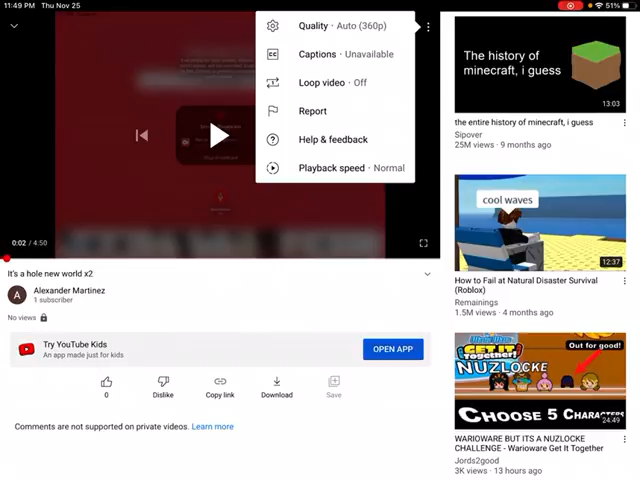 11:49 PM Thu Nov 25
51%
Quality · Auto (360p)
Captions · Unavailable
Loop video · Off
Report
Help & feedback
Playback speed · Normal
0:02 / 4:50
It's a hole new world x2
A
Alexander Martinez
1 subscriber
No views
Try YouTube Kids
An app made just for kids
OPEN APP
0
Dislike
Copy link
Download
Save
Comments are not supported on private videos. Learn more
The history of
minecraft, i guess
13:03
the entire history of minecraft, i guess
Sipover
25M views · 9 months ago
cool waves
12:37
How to Fail at Natural Disaster Survival
(Roblox)
Remainings
1.5M views · 4 months ago
Out for good!
GET IT
Together!
NUZLOCKE
CHOOSE 5 CHARACTERS
24:49
WARIOWARE BUT ITS A NUZLOCKE
CHALLENGE - Warioware Get It Together
Jords2good
3K views · 13 hours ago